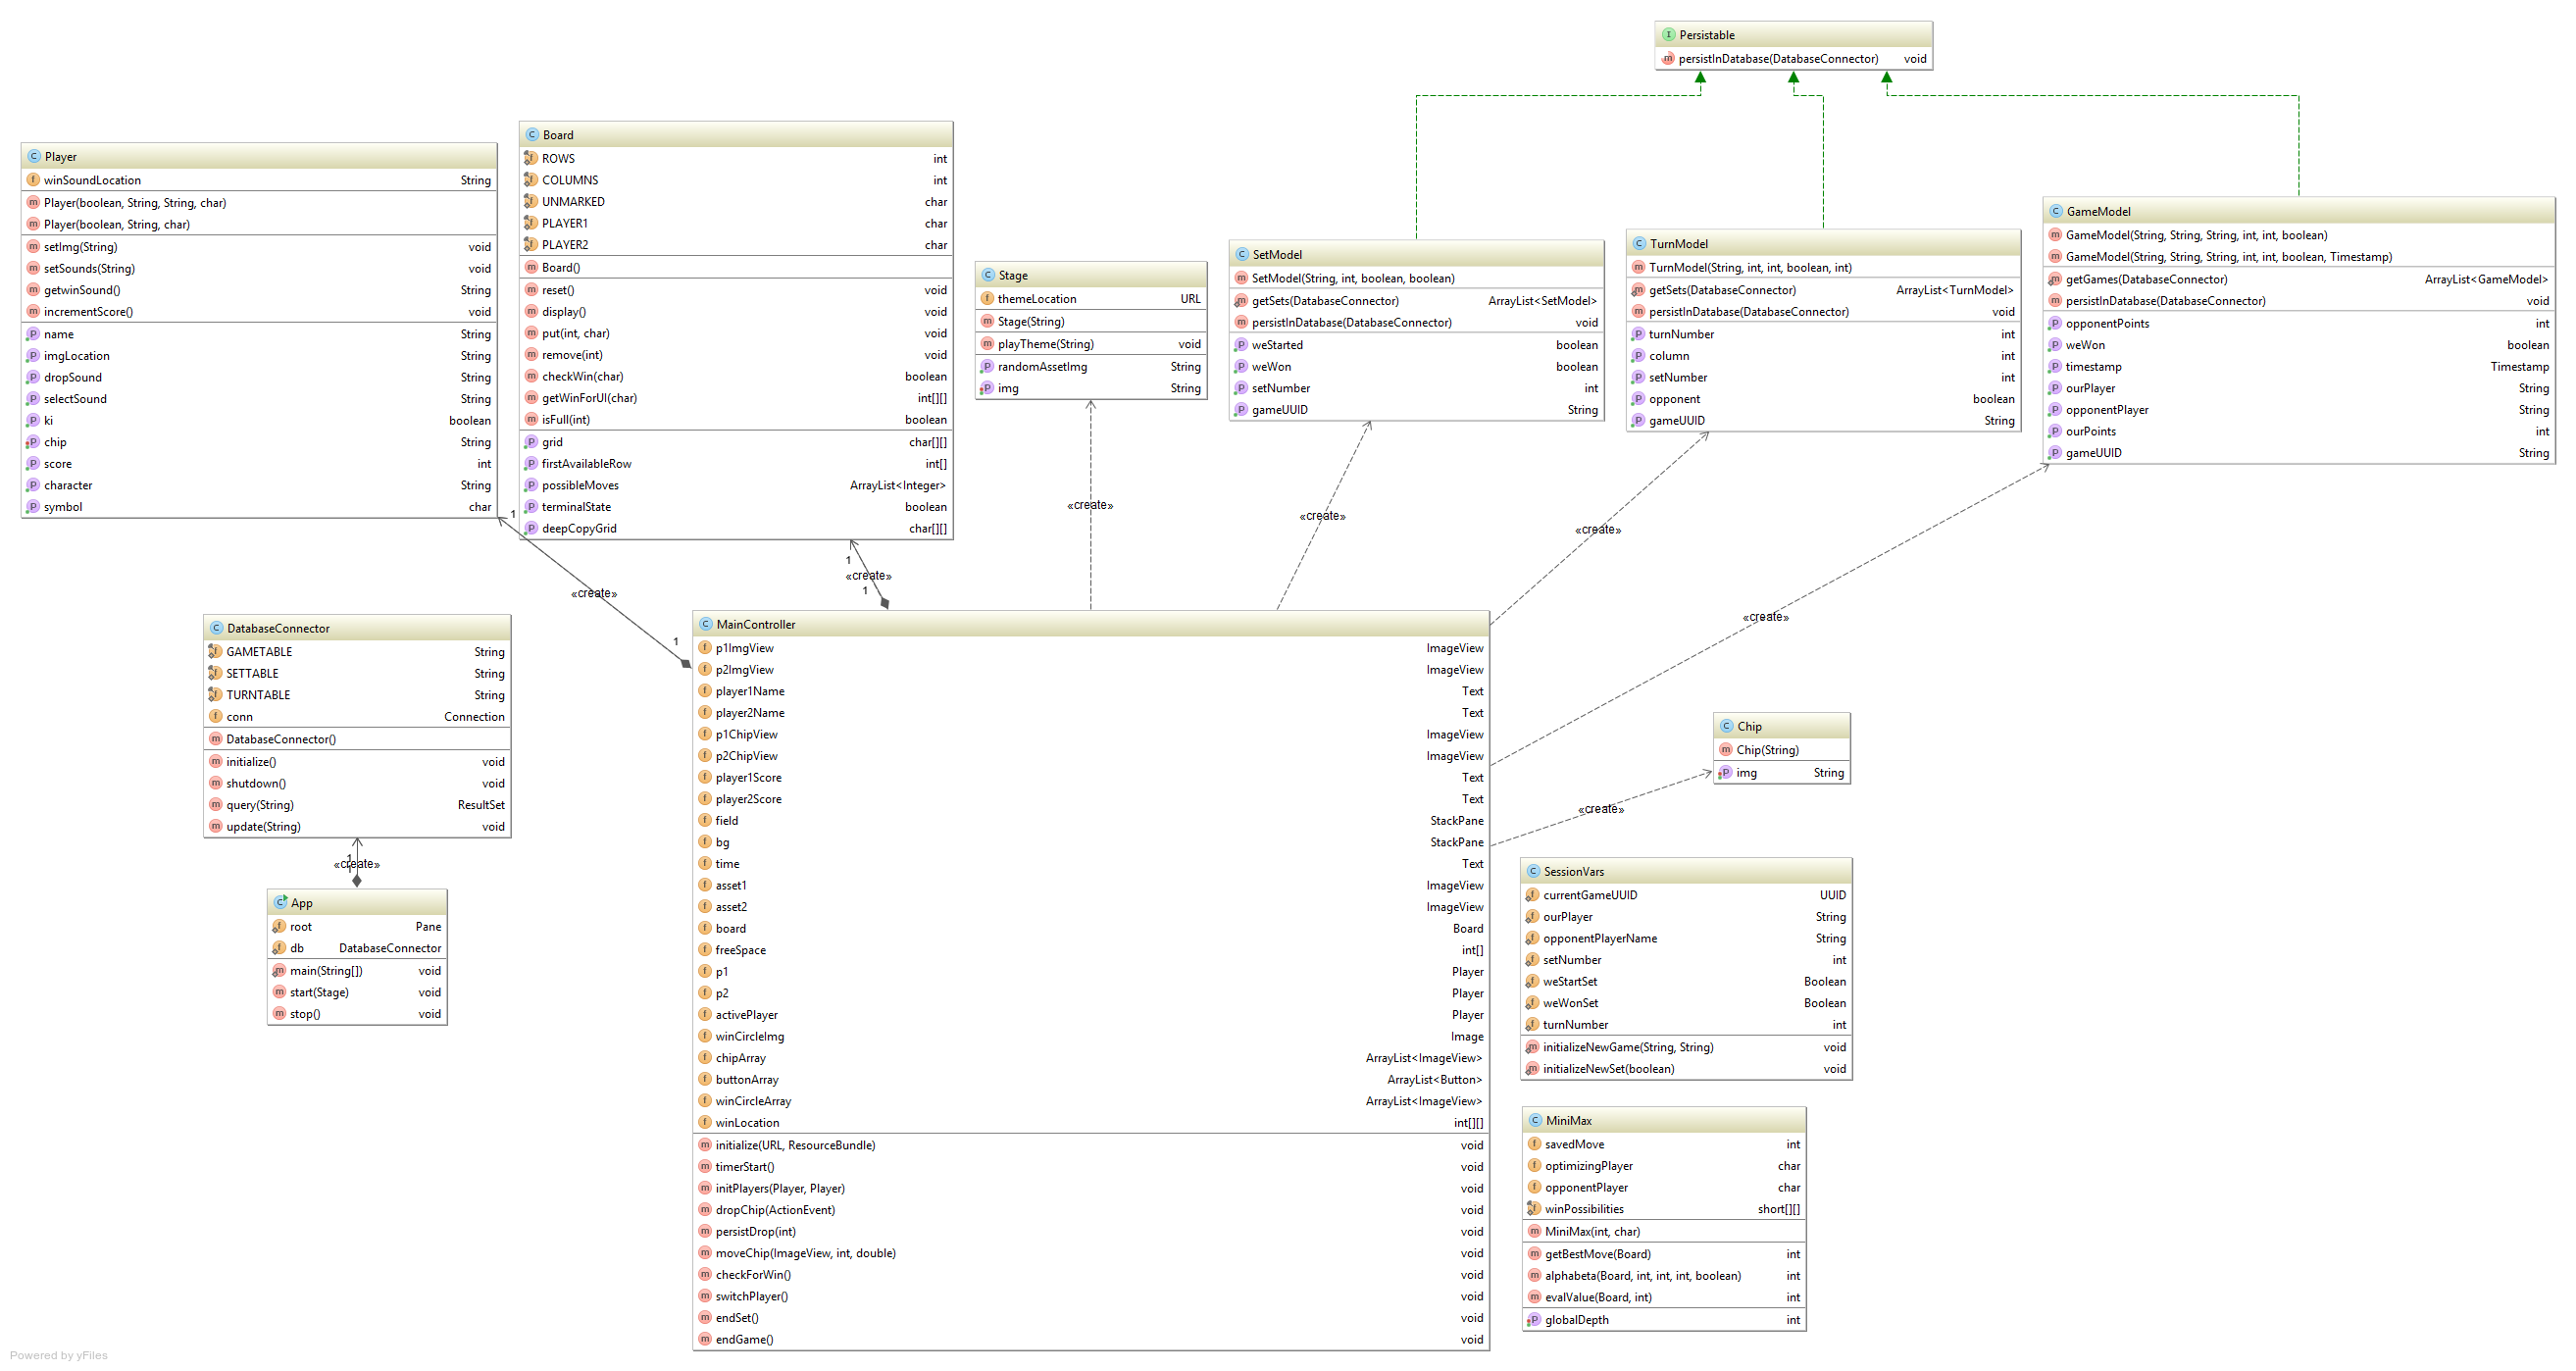 I Persistable
m persistInDatabase(DatabaseConnector) void
C Player
f winSoundLocation String
m Player(boolean, String, String, char)
m Player(boolean, String, char)
m setImg(String) void
m setSounds(String) void
m getwinSound() String
m incrementScore() void
P name String
P imgLocation String
P dropSound String
P selectSound String
P ki boolean
P chip String
P score int
P character String
P symbol char
C Board
f ROWS int
f COLUMNS int
f UNMARKED char
f PLAYER1 char
f PLAYER2 char
m Board()
m reset() void
m display() void
m put(int, char) void
m remove(int) void
m checkWin(char) boolean
m getWinForUI(char) int[][]
m isFull(int) boolean
P grid char[][]
P firstAvailableRow int[]
P possibleMoves ArrayList<Integer>
P terminalState boolean
P deepCopyGrid char[][]
C Stage
f themeLocation URL
m Stage(String)
m playTheme(String) void
P randomAssetImg String
P img String
C SetModel
m SetModel(String, int, boolean, boolean)
m getSets(DatabaseConnector) ArrayList<SetModel>
m persistInDatabase(DatabaseConnector) void
P weStarted boolean
P weWon boolean
P setNumber int
P gameUUID String
C TurnModel
m TurnModel(String, int, int, boolean, int)
m getSets(DatabaseConnector) ArrayList<TurnModel>
m persistInDatabase(DatabaseConnector) void
P turnNumber int
P column int
P setNumber int
P opponent boolean
P gameUUID String
C GameModel
m GameModel(String, String, String, int, int, boolean)
m GameModel(String, String, String, int, int, boolean, Timestamp)
m getGames(DatabaseConnector) ArrayList<GameModel>
m persistInDatabase(DatabaseConnector) void
P opponentPoints int
P weWon boolean
P timestamp Timestamp
P ourPlayer String
P opponentPlayer String
P ourPoints int
P gameUUID String
1
«create»
1
1
«create»
1
«create»
«create»
«create»
«create»
«create»
C DatabaseConnector
f GAMETABLE String
f SETTABLE String
f TURNTABLE String
f conn Connection
m DatabaseConnector()
m initialize() void
m shutdown() void
m query(String) ResultSet
m update(String) void
1
«create»
1
C App
f root Pane
f db DatabaseConnector
m main(String[]) void
m start(Stage) void
m stop() void
C MainController
f p1ImgView ImageView
f p2ImgView ImageView
f player1Name Text
f player2Name Text
f p1ChipView ImageView
f p2ChipView ImageView
f player1Score Text
f player2Score Text
f field StackPane
f bg StackPane
f time Text
f asset1 ImageView
f asset2 ImageView
f board Board
f freeSpace int[]
f p1 Player
f p2 Player
f activePlayer Player
f winCircleImg Image
f chipArray ArrayList<ImageView>
f buttonArray ArrayList<Button>
f winCircleArray ArrayList<ImageView>
f winLocation int[][]
m initialize(URL, ResourceBundle) void
m timerStart() void
m initPlayers(Player, Player) void
m dropChip(ActionEvent) void
m persistDrop(int) void
m moveChip(ImageView, int, double) void
m checkForWin() void
m switchPlayer() void
m endSet() void
m endGame() void
C Chip
m Chip(String)
P img String
C SessionVars
f currentGameUUID UUID
f ourPlayer String
f opponentPlayerName String
f setNumber int
f weStartSet Boolean
f weWonSet Boolean
f turnNumber int
m initializeNewGame(String, String) void
m initializeNewSet(boolean) void
C MiniMax
f savedMove int
f optimizingPlayer char
f opponentPlayer char
f winPossibilities short[][]
m MiniMax(int, char)
m getBestMove(Board) int
m alphabeta(Board, int, int, int, boolean) int
m evalValue(Board, int) int
P globalDepth int
Powered by yFiles